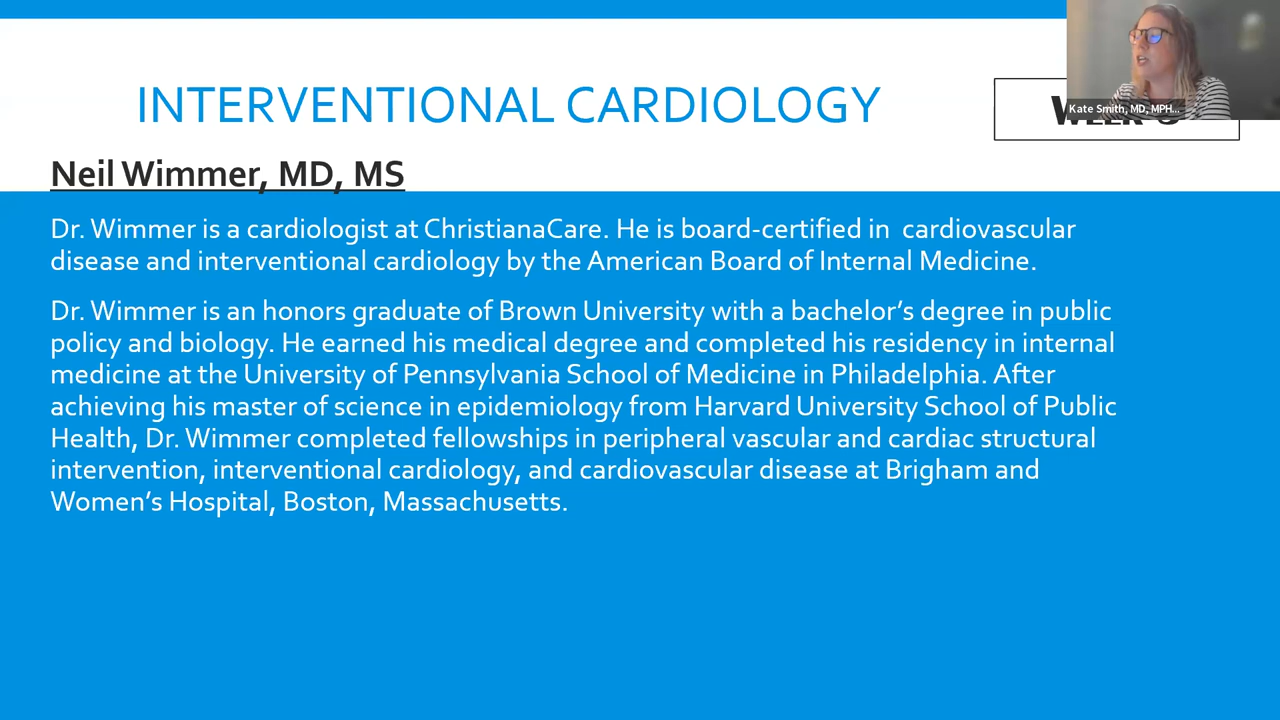 INTERVENTIONAL CARDIOLOGY
Kate Smith, MD, MPH...
Neil Wimmer, MD, MS
Dr. Wimmer is a cardiologist at ChristianaCare. He is board-certified in  cardiovascular
disease and interventional cardiology by the American Board of Internal Medicine.
Dr. Wimmer is an honors graduate of Brown University with a bachelor’s degree in public
policy and biology. He earned his medical degree and completed his residency in internal
medicine at the University of Pennsylvania School of Medicine in Philadelphia. After
achieving his master of science in epidemiology from Harvard University School of Public
Health, Dr. Wimmer completed fellowships in peripheral vascular and cardiac structural
intervention, interventional cardiology, and cardiovascular disease at Brigham and
Women’s Hospital, Boston, Massachusetts.